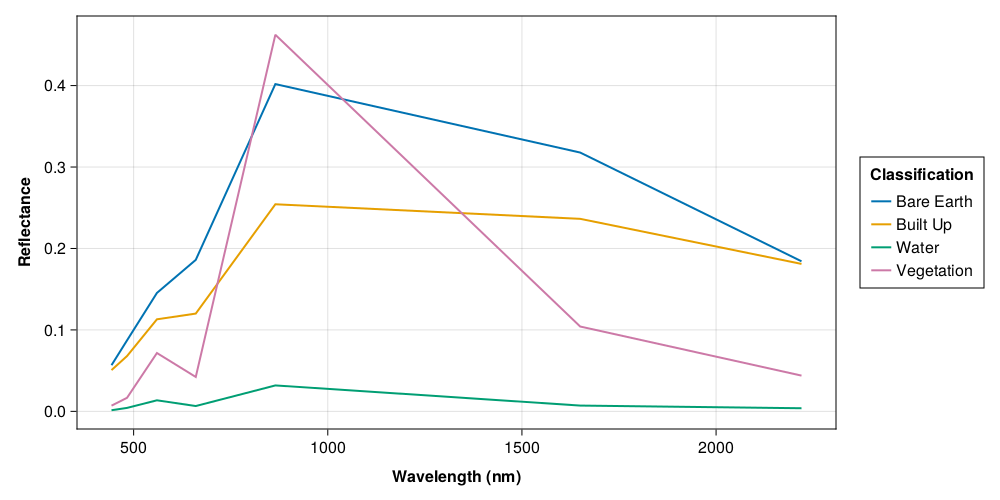 Reflectance
0.4
0.3
0.2
0.1
0.0
500
1000
1500
2000
Wavelength (nm)
Classification
Bare Earth
Built Up
Water
Vegetation